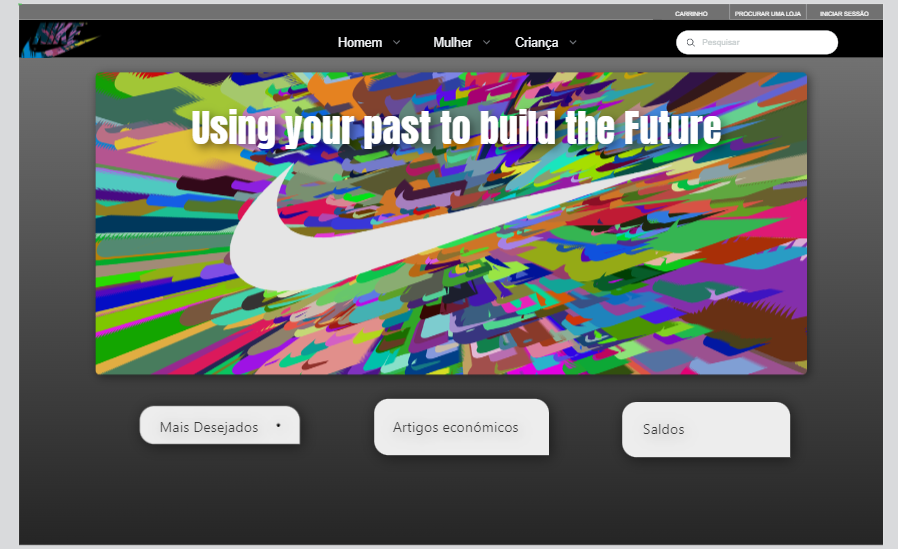 CARRINHO PROCURAR UMA LOJA INICIAR SESSÃO
Homem Mulher Criança Pesquisar
Using your past to build the Future
Mais Desejados Artigos económicos Saldos